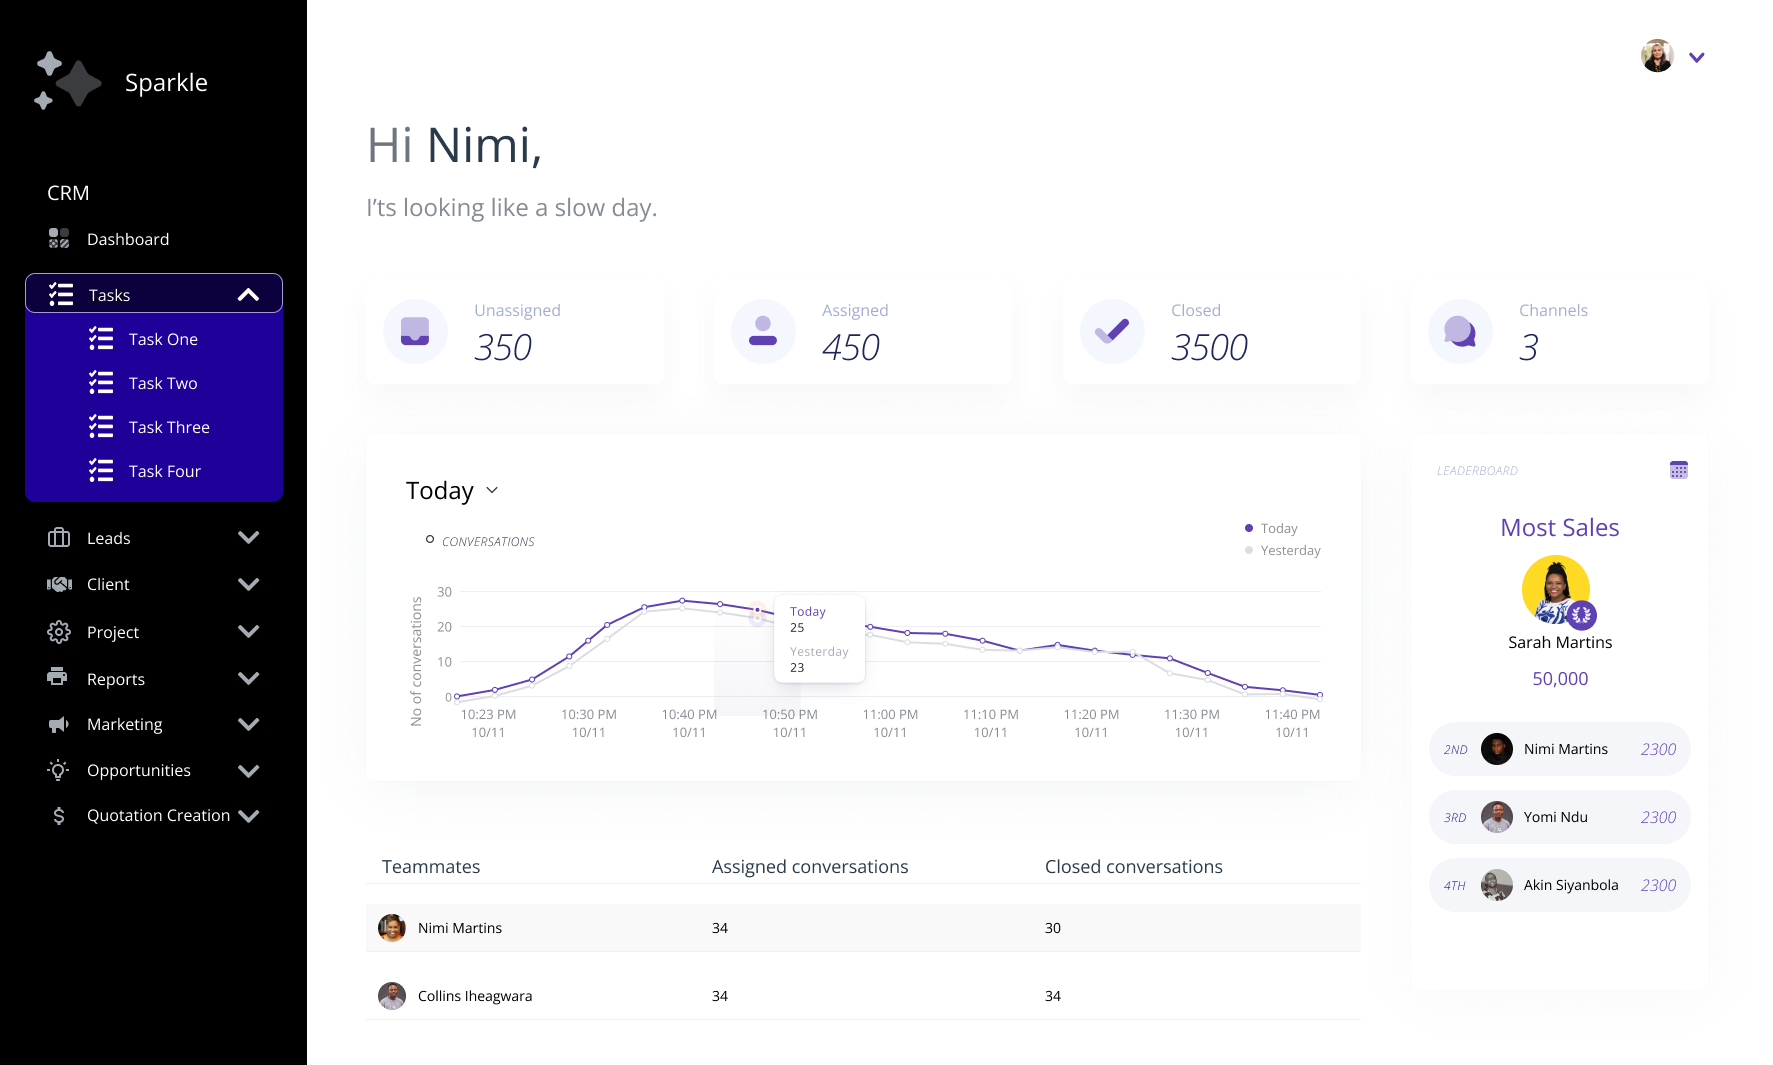 Sparkle
CRM
Dashboard
Tasks
Task One
Task Two
Task Three
Task Four
Leads
Client
Project
Reports
Marketing
Opportunities
Quotation Creation
Hi Nimi,
I'ts looking like a slow day.
Unassigned
350
Assigned
450
Closed
3500
Channels
3
Today
CONVERSATIONS
Today
Yesterday
No of conversations
30
20
10
0
Today
25
Yesterday
23
10:23 PM
10/11
10:30 PM
10/11
10:40 PM
10/11
10:50 PM
10/11
11:00 PM
10/11
11:10 PM
10/11
11:20 PM
10/11
11:30 PM
10/11
11:40 PM
10/11
LEADERBOARD
Most Sales
Sarah Martins
50,000
2ND Nimi Martins 2300
3RD Yomi Ndu 2300
4TH Akin Siyanbola 2300
Teammates Assigned conversations Closed conversations
Nimi Martins 34 30
Collins Iheagwara 34 34